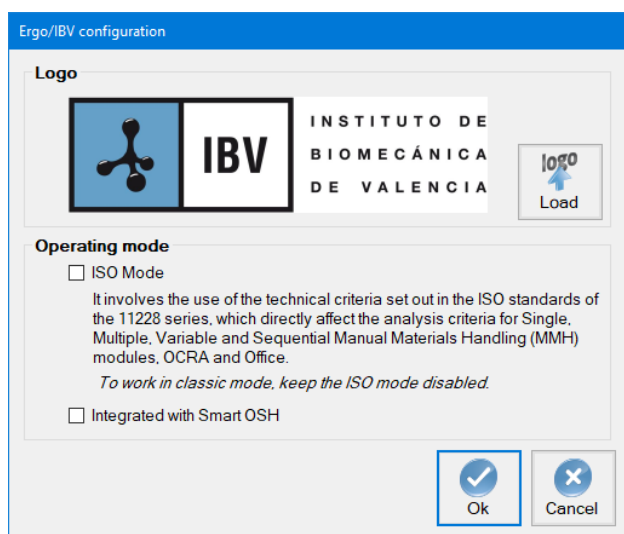 Ergo/IBV configuration
Logo
IBV
INSTITUTO DE
BIOMECÁNICA
DE VALENCIA
logo
Load
Operating mode
ISO Mode
It involves the use of the technical criteria set out in the ISO standards of
the 11228 series, which directly affect the analysis criteria for Single,
Multiple, Variable and Sequential Manual Materials Handling (MMH)
modules, OCRA and Office.
To work in classic mode, keep the ISO mode disabled.
Integrated with Smart OSH
Ok
Cancel